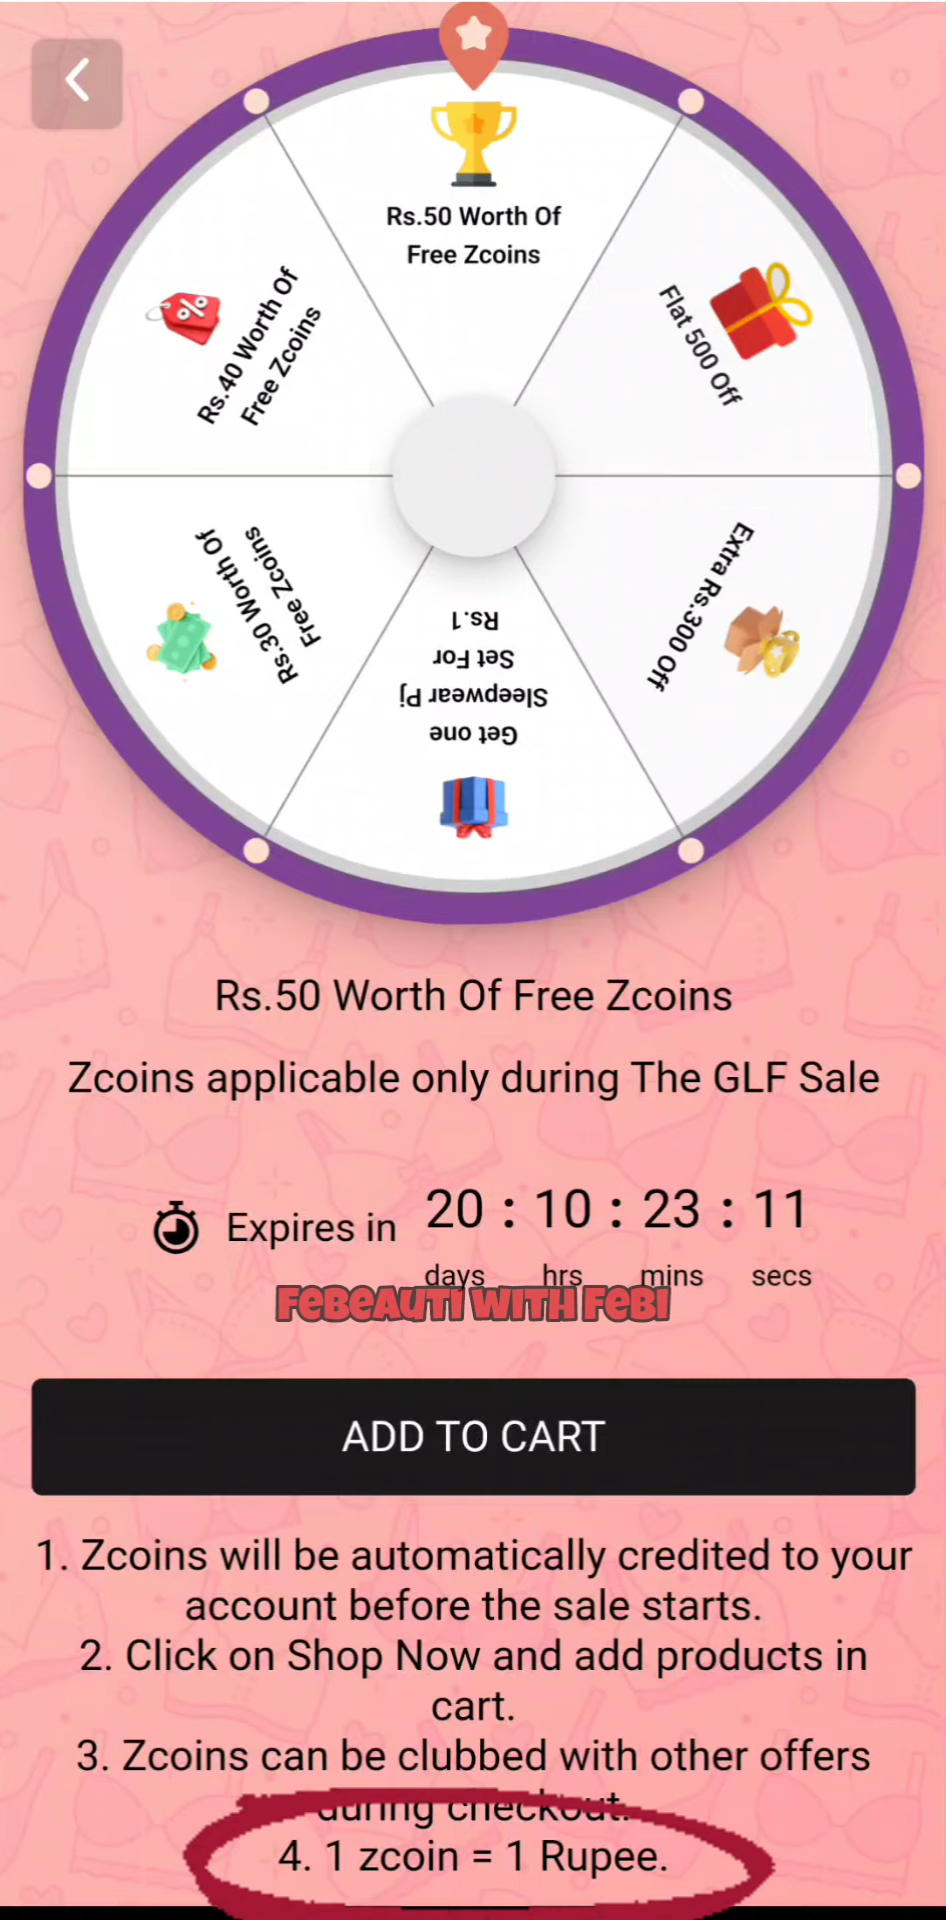 Rs.50 Worth Of
Free Zcoins
Flat 500 Off
Extra Rs.300 Off
Get one
Sleepwear Pj
Set For
Rs.1
Rs.30 Worth Of
Free Zcoins
Rs.40 Worth Of
Free Zcoins
Rs.50 Worth Of Free Zcoins
Zcoins applicable only during The GLF Sale
Expires in 20 : 10 : 23 : 11
days hrs mins secs
FEBEAUTI WITH FEBI
ADD TO CART
1. Zcoins will be automatically credited to your
account before the sale starts.
2. Click on Shop Now and add products in
cart.
3. Zcoins can be clubbed with other offers
during checkout.
4. 1 zcoin = 1 Rupee.